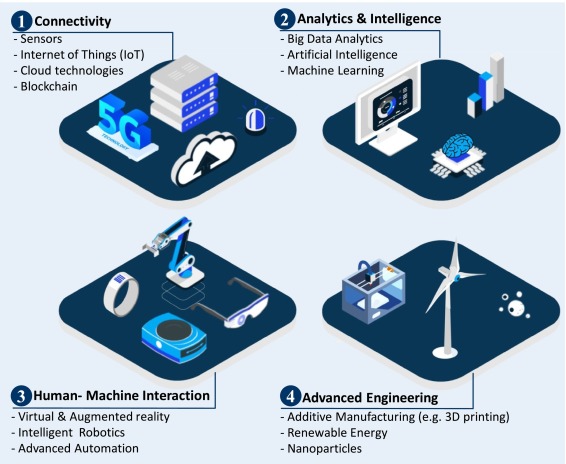 1 Connectivity
- Sensors
- Internet of Things (IoT)
- Cloud technologies
- Blockchain
5G
TECHNOLOGY
2 Analytics & Intelligence
- Big Data Analytics
- Artificial Intelligence
- Machine Learning
3 Human- Machine Interaction
- Virtual & Augmented reality
- Intelligent Robotics
- Advanced Automation
4 Advanced Engineering
- Additive Manufacturing (e.g. 3D printing)
- Renewable Energy
- Nanoparticles